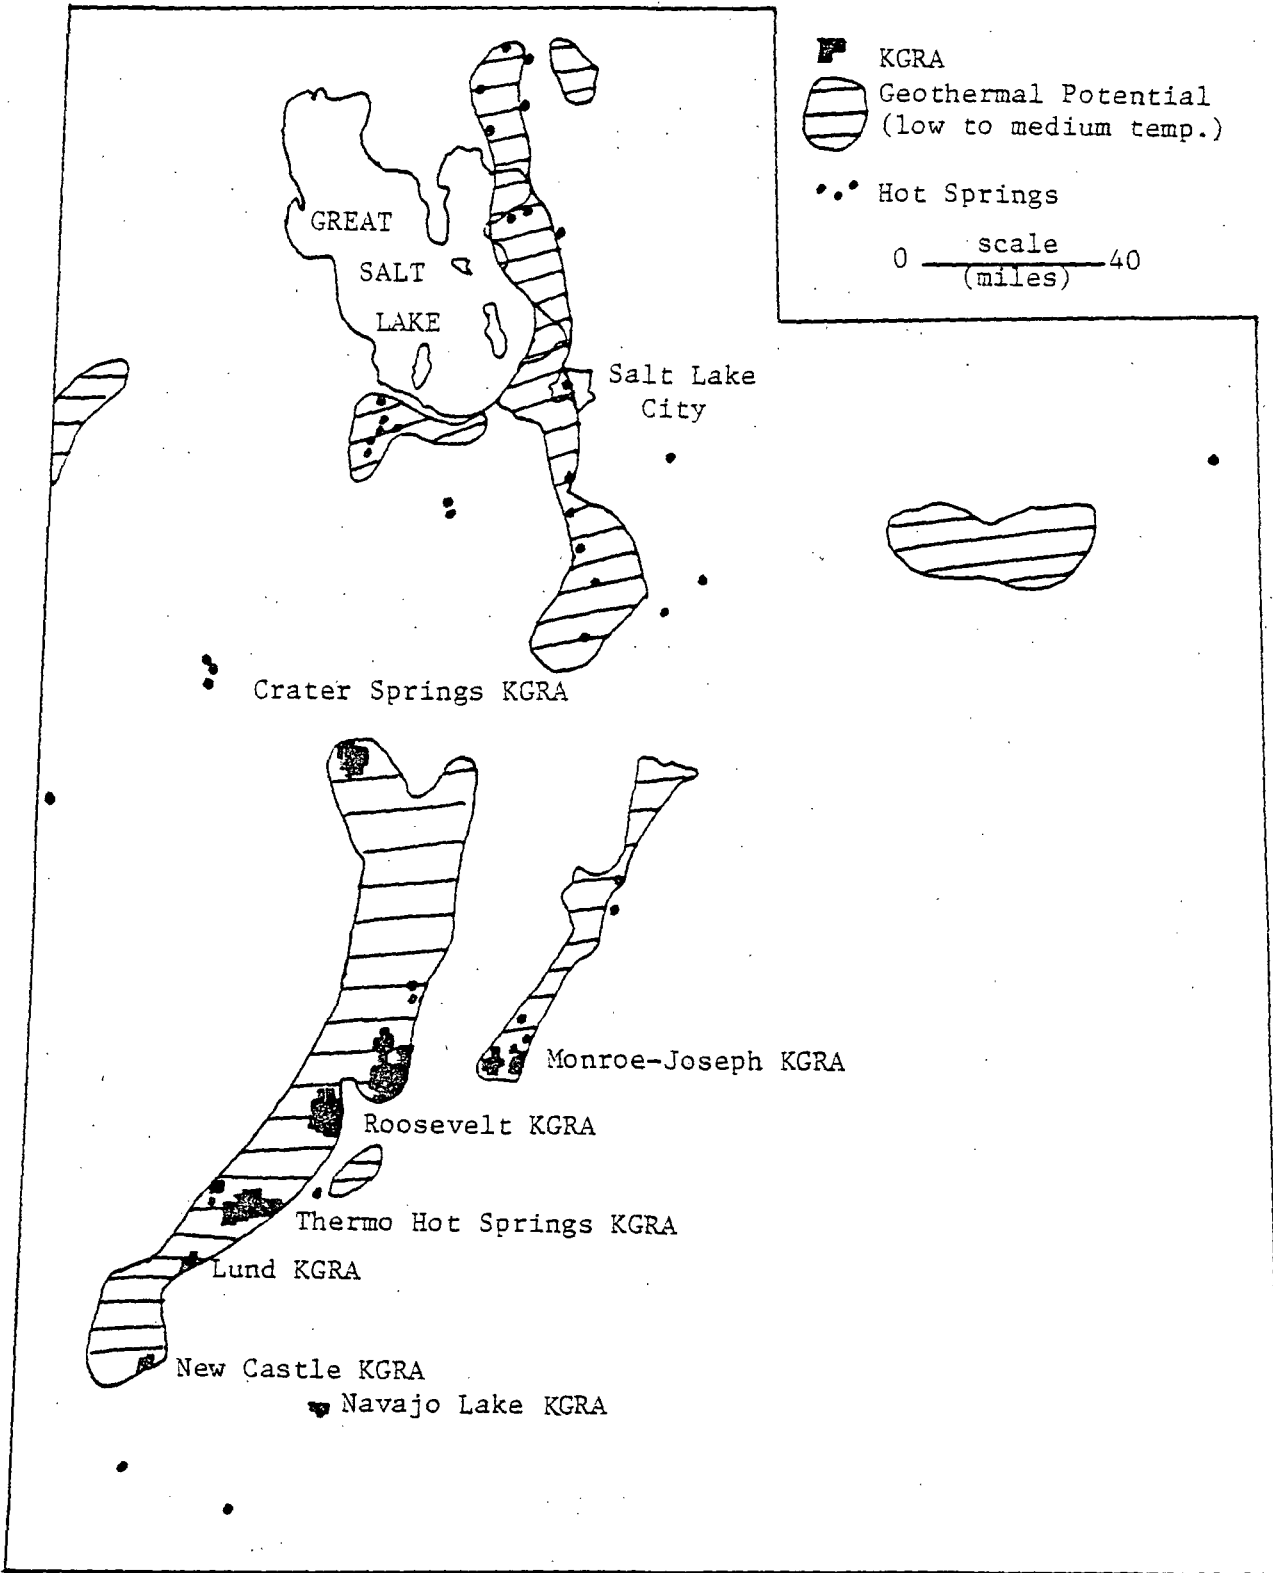 KGRA
Geothermal Potential
(low to medium temp.)
Hot Springs
scale
0 40
(miles)
GREAT
SALT
LAKE
Salt Lake
City
Crater Springs KGRA
Monroe-Joseph KGRA
Roosevelt KGRA
Thermo Hot Springs KGRA
Lund KGRA
New Castle KGRA
Navajo Lake KGRA